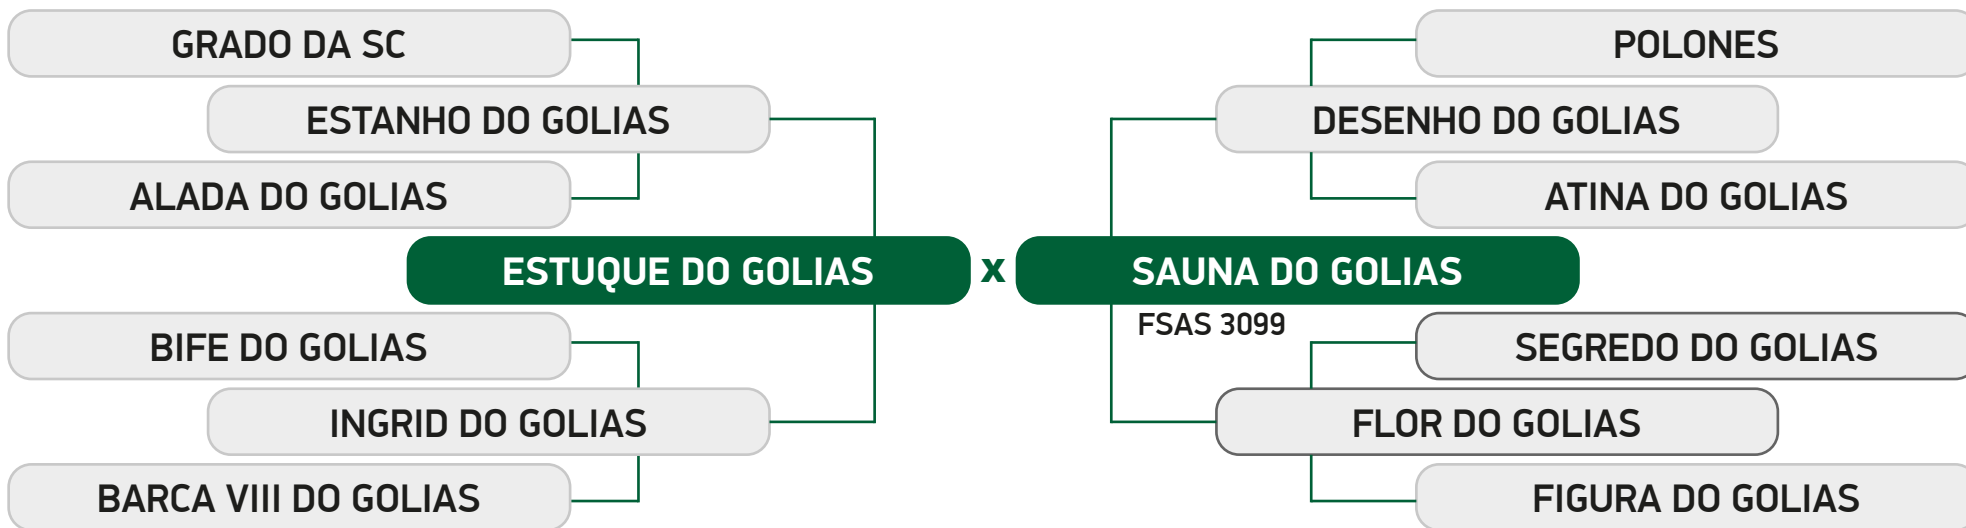 GRADO DA SC
POLONES
ESTANHO DO GOLIAS
DESENHO DO GOLIAS
ALADA DO GOLIAS
ATINA DO GOLIAS
ESTUQUE DO GOLIAS x SAUNA DO GOLIAS
FSAS 3099
BIFE DO GOLIAS
SEGREDO DO GOLIAS
INGRID DO GOLIAS
FLOR DO GOLIAS
BARCA VIII DO GOLIAS
FIGURA DO GOLIAS